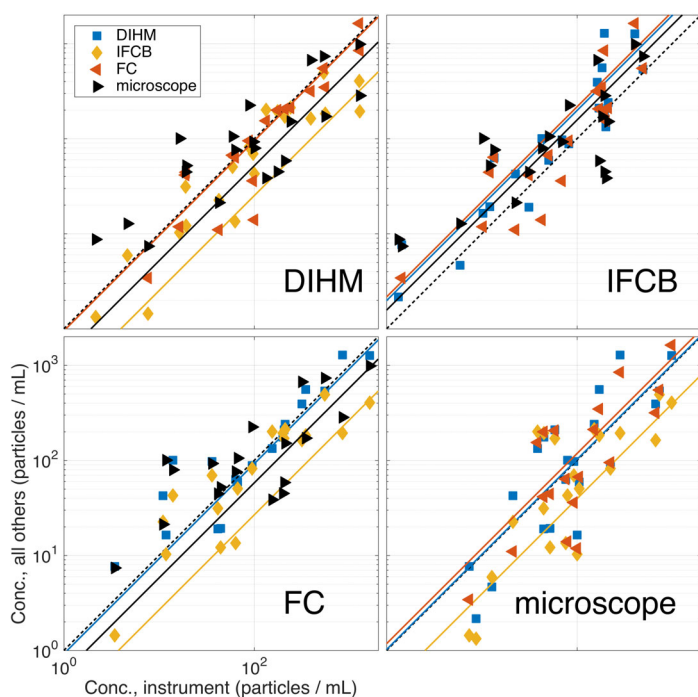 DIHM
IFCB
FC
microscope
DIHM
IFCB
10³
10²
10¹
10⁰
Conc., all others (particles / mL)
FC
microscope
10⁰
10²
Conc., instrument (particles / mL)